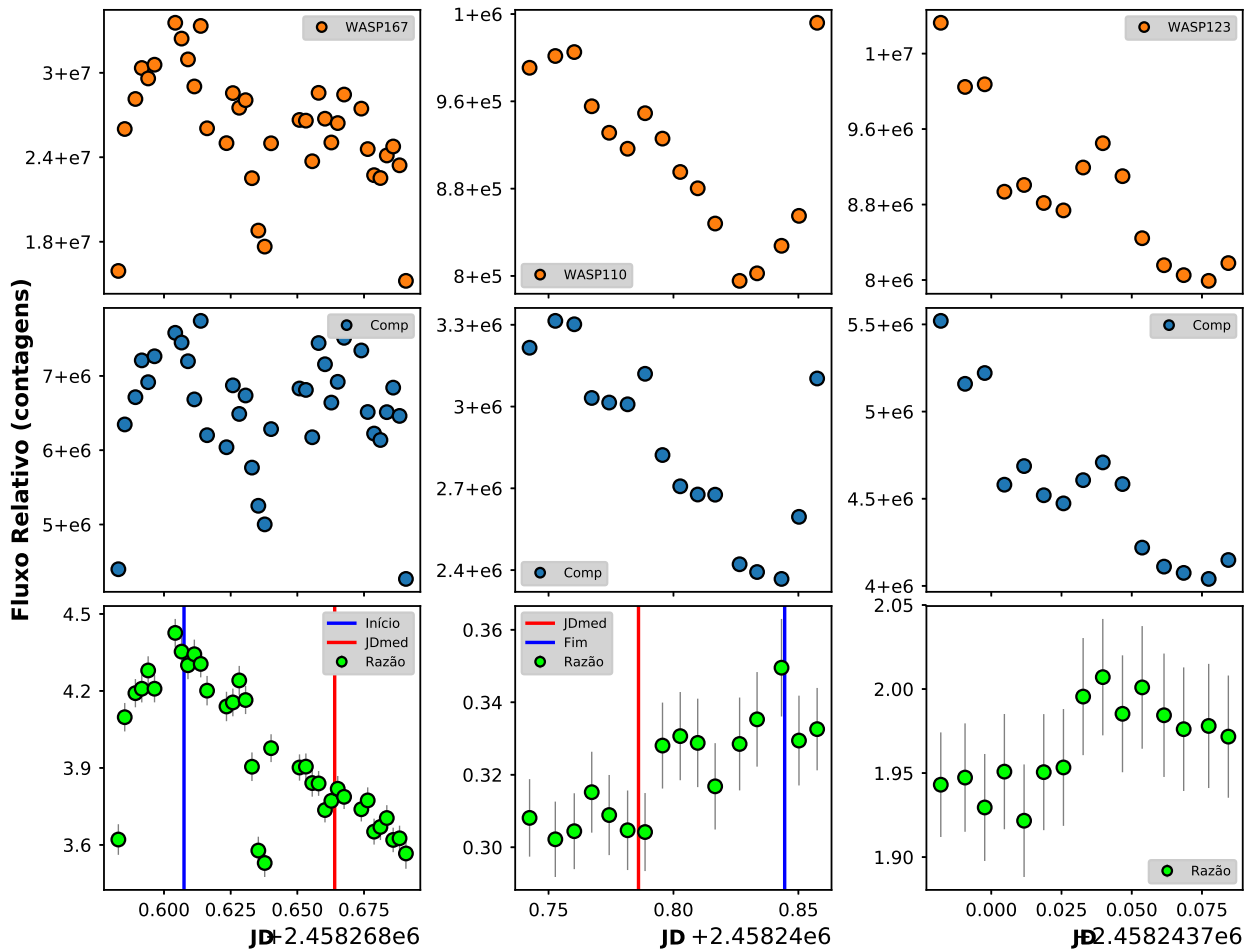 Fluxo Relativo (contagens)
WASP167
3+e7
2.4+e7
1.8+e7
WASP110
1+e6
9.6+e5
8.8+e5
8+e5
WASP123
1+e7
9.6+e6
8.8+e6
8+e6
Comp
7+e6
6+e6
5+e6
Comp
3.3+e6
3+e6
2.7+e6
2.4+e6
Comp
5.5+e6
5+e6
4.5+e6
4+e6
Início
JDmed
Razão
4.5
4.2
3.9
3.6
0.600 0.625 0.650 0.675
JD +2.458268e6
JDmed
Fim
Razão
0.36
0.34
0.32
0.30
0.75 0.80 0.85
JD +2.45824e6
Razão
2.05
2.00
1.95
1.90
0.000 0.025 0.050 0.075
JD +2.4582437e6